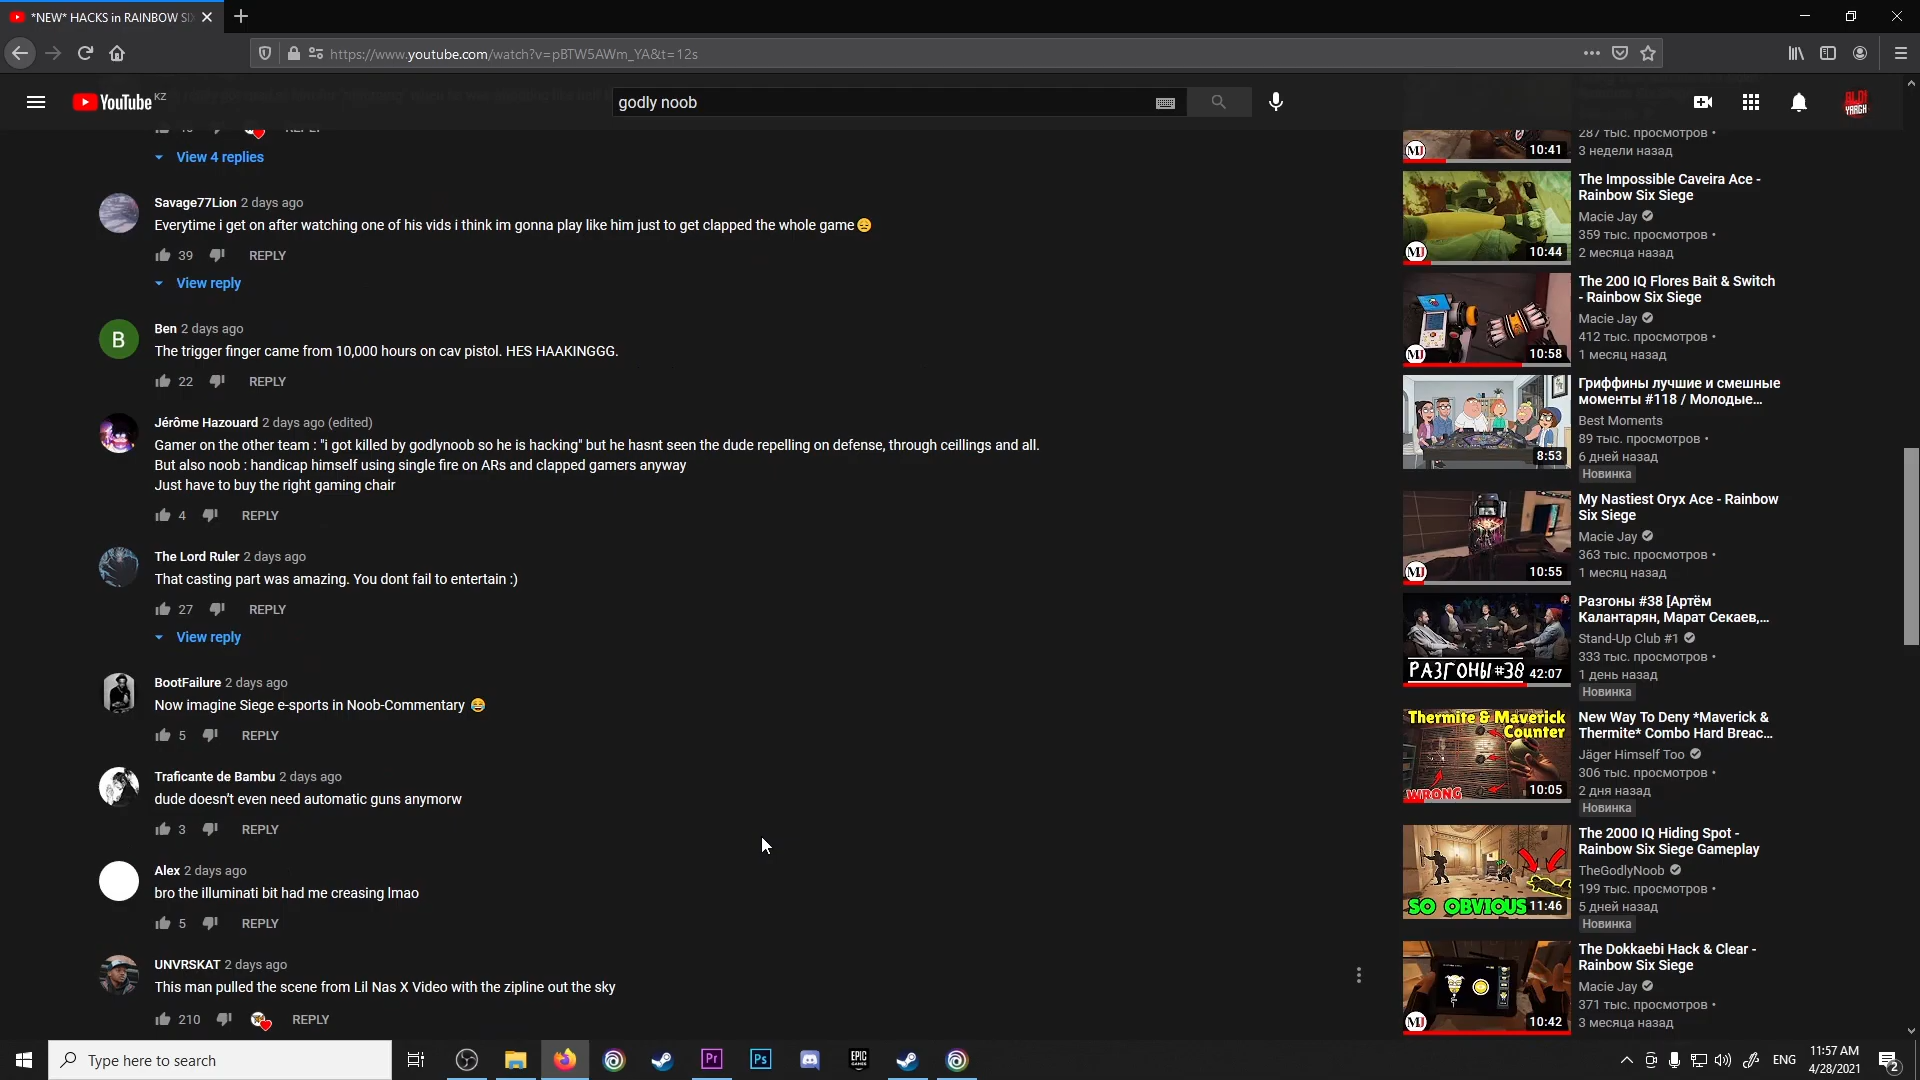 *NEW* HACKS in RAINBOW SI
https://www.youtube.com/watch?v=pBTW5AWm_YA&t=12s
YouTube KZ
godly noob
View 4 replies
Savage77Lion 2 days ago
Everytime i get on after watching one of his vids i think im gonna play like him just to get clapped the whole game😑
39 REPLY
View reply
B
Ben 2 days ago
The trigger finger came from 10,000 hours on cav pistol. HES HAAKINGGG.
22 REPLY
Jérôme Hazouard 2 days ago (edited)
Gamer on the other team : "i got killed by godlynoob so he is hacking" but he hasnt seen the dude repelling on defense, through ceillings and all.
But also noob : handicap himself using single fire on ARs and clapped gamers anyway
Just have to buy the right gaming chair
4 REPLY
The Lord Ruler 2 days ago
That casting part was amazing. You dont fail to entertain :)
27 REPLY
View reply
BootFailure 2 days ago
Now imagine Siege e-sports in Noob-Commentary 😂
5 REPLY
Traficante de Bambu 2 days ago
dude doesn't even need automatic guns anymorw
3 REPLY
Alex 2 days ago
bro the illuminati bit had me creasing lmao
5 REPLY
UNVRSKAT 2 days ago
This man pulled the scene from Lil Nas X Video with the zipline out the sky
210 REPLY
MJ 10:41
287 тыс. просмотров •
3 недели назад
MJ 10:44
The Impossible Caveira Ace -
Rainbow Six Siege
Macie Jay
359 тыс. просмотров •
2 месяца назад
MJ 10:58
The 200 IQ Flores Bait & Switch
- Rainbow Six Siege
Macie Jay
412 тыс. просмотров •
1 месяц назад
8:53
Гриффины лучшие и смешные
моменты #118 / Молодые...
Best Moments
89 тыс. просмотров •
6 дней назад
Новинка
MJ 10:55
My Nastiest Oryx Ace - Rainbow
Six Siege
Macie Jay
363 тыс. просмотров •
1 месяц назад
РАЗГОНЫ #38 42:07
Разгоны #38 [Артём
Калантарян, Марат Секаев,...
Stand-Up Club #1
333 тыс. просмотров •
1 день назад
Новинка
Thermite & Maverick
Counter
WRONG
10:05
New Way To Deny *Maverick &
Thermite* Combo Hard Breac...
Jäger Himself Too
306 тыс. просмотров •
2 дня назад
Новинка
SO OBVIOUS 11:46
The 2000 IQ Hiding Spot -
Rainbow Six Siege Gameplay
TheGodlyNoob
199 тыс. просмотров •
5 дней назад
Новинка
MJ 10:42
The Dokkaebi Hack & Clear -
Rainbow Six Siege
Macie Jay
371 тыс. просмотров •
3 месяца назад
Type here to search
Pr
Ps
EPIC GAMES
ENG
11:57 AM
4/28/2021
2